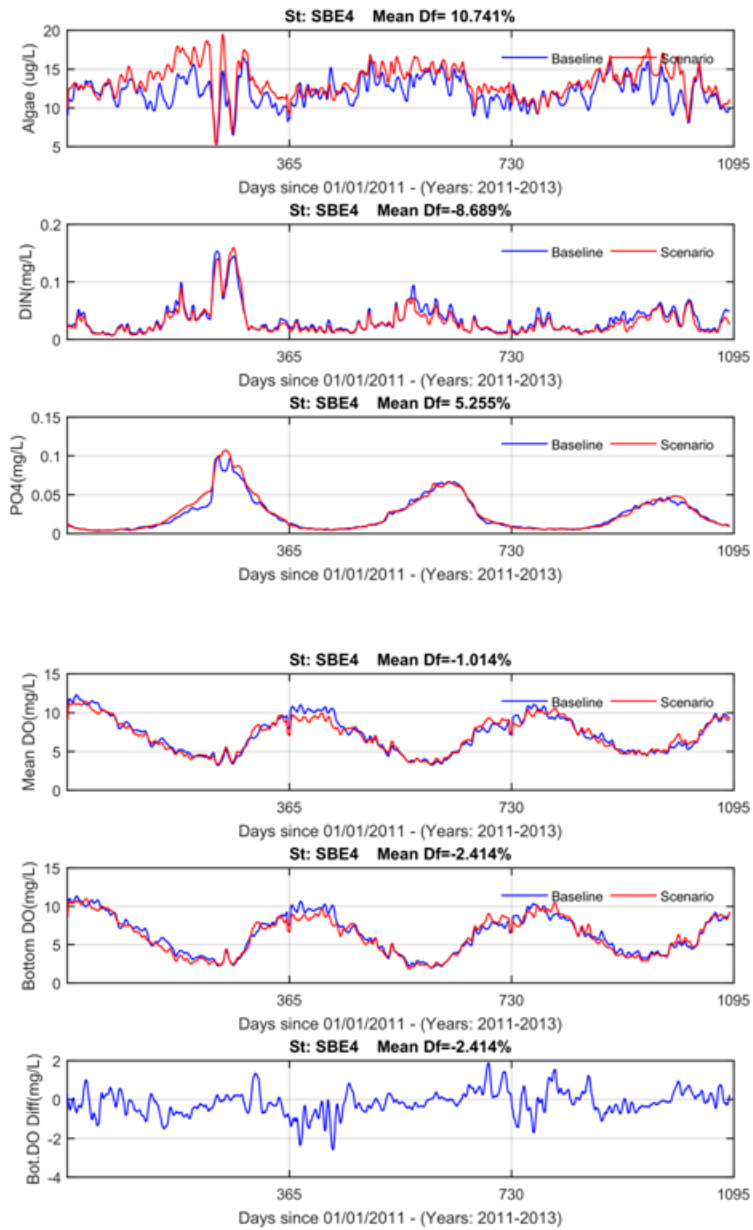 St: SBE4 Mean Df= 10.741%
20
15
10
5
Algae (ug/L)
Baseline
Scenario
365
730
1095
Days since 01/01/2011 - (Years: 2011-2013)
St: SBE4 Mean Df=-8.689%
0.2
0.1
0
DIN(mg/L)
Baseline
Scenario
365
730
1095
Days since 01/01/2011 - (Years: 2011-2013)
St: SBE4 Mean Df= 5.255%
0.15
0.1
0.05
0
PO4(mg/L)
Baseline
Scenario
365
730
1095
Days since 01/01/2011 - (Years: 2011-2013)
St: SBE4 Mean Df=-1.014%
15
10
5
0
Mean DO(mg/L)
Baseline
Scenario
365
730
1095
Days since 01/01/2011 - (Years: 2011-2013)
St: SBE4 Mean Df=-2.414%
15
10
5
0
Bottom DO(mg/L)
Baseline
Scenario
365
730
1095
Days since 01/01/2011 - (Years: 2011-2013)
St: SBE4 Mean Df=-2.414%
2
0
-2
-4
Bot.DO Diff(mg/L)
365
730
1095
Days since 01/01/2011 - (Years: 2011-2013)